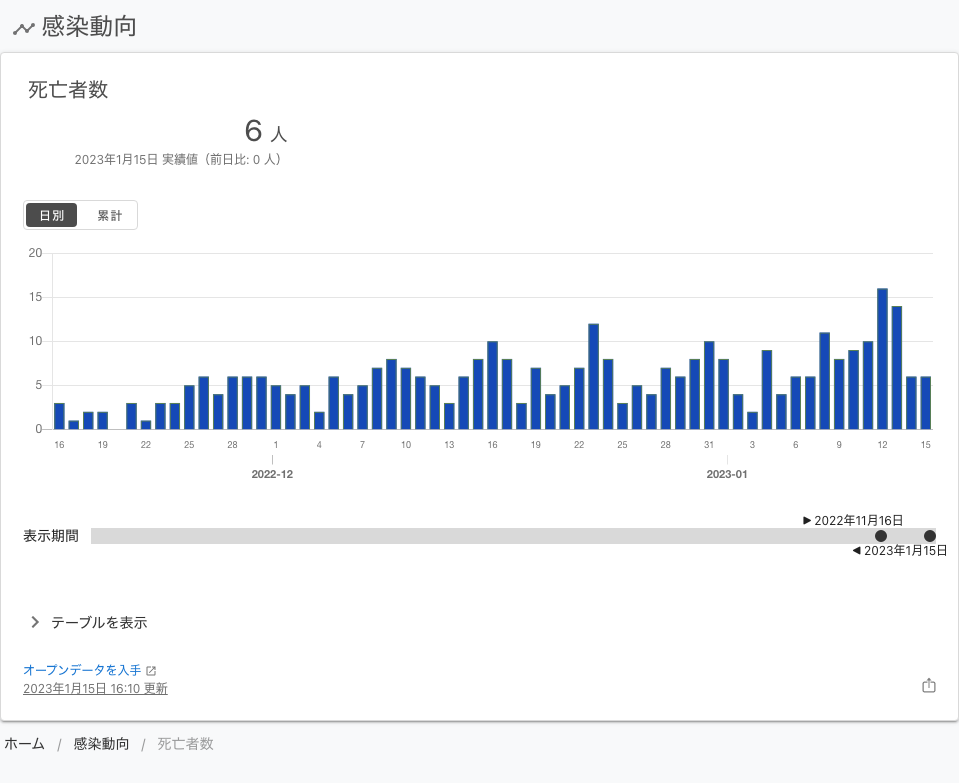 感染動向
死亡者数
6 人
2023年1月15日 実績値（前日比: 0 人）
日別 累計
20
15
10
5
0
16 19 22 25 28 1 4 7 10 13 16 19 22 25 28 31 3 6 9 12 15
2022-12 2023-01
2022年11月16日
表示期間
2023年1月15日
テーブルを表示
オープンデータを入手
2023年1月15日 16:10 更新
ホーム / 感染動向 / 死亡者数